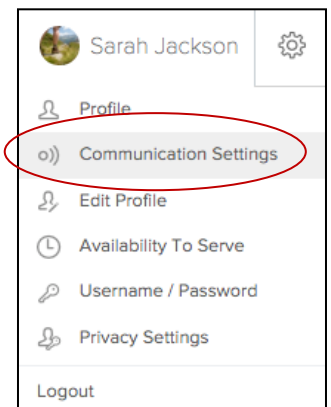 Sarah Jackson
Profile
Communication Settings
Edit Profile
Availability To Serve
Username / Password
Privacy Settings
Logout